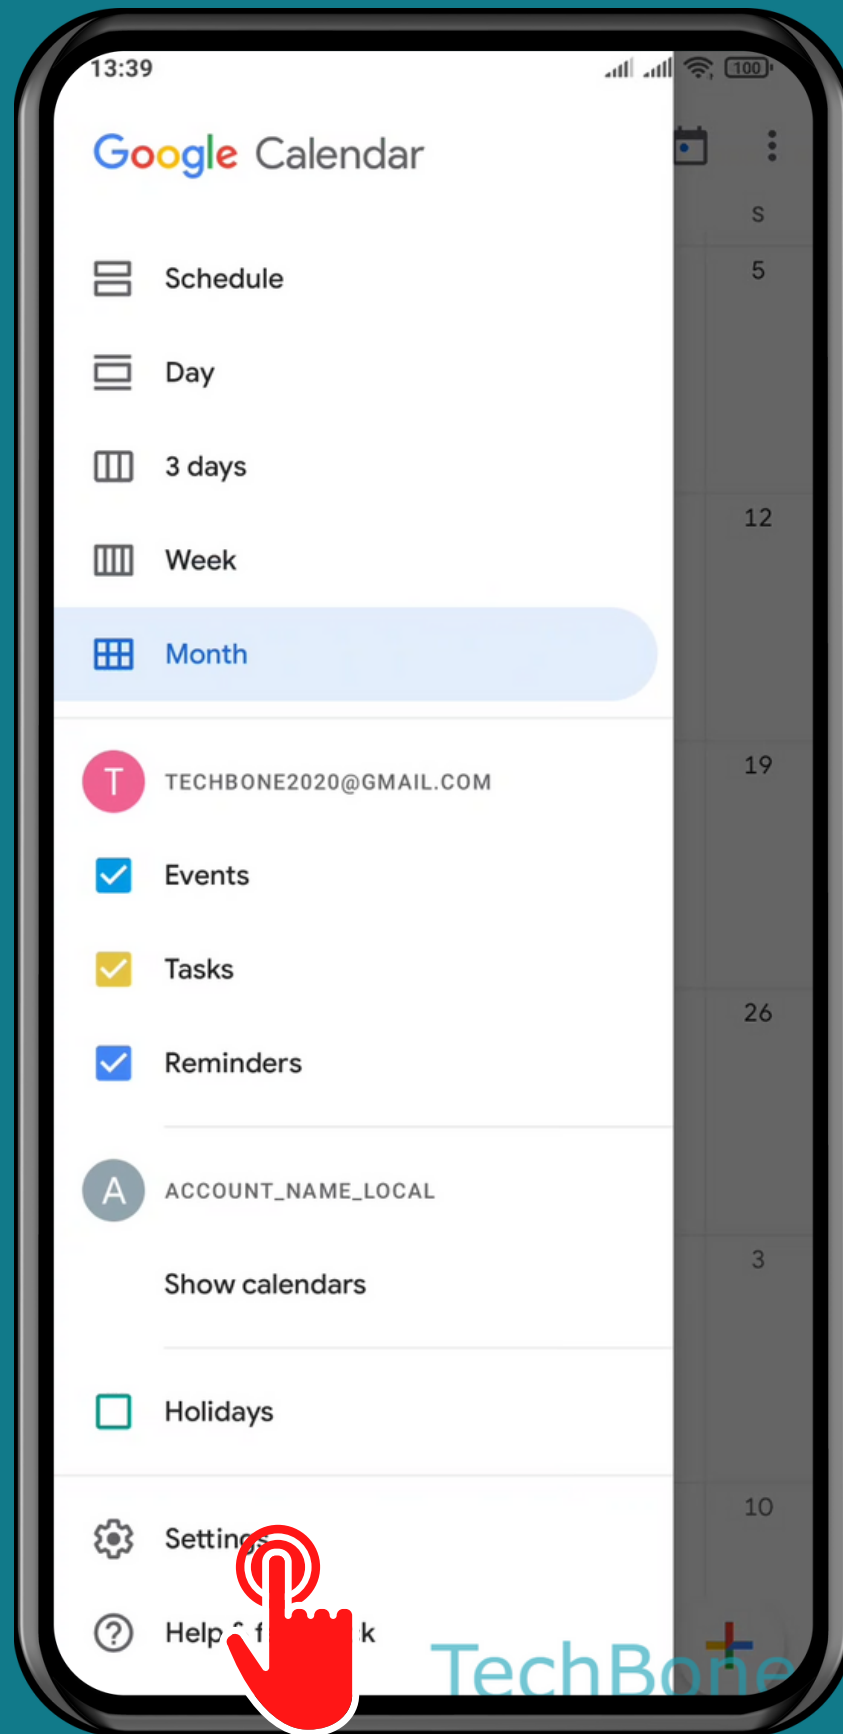 13:39
100
Google Calendar
S
Schedule
5
Day
3 days
12
Week
Month
T TECHBONE2020@GMAIL.COM
19
Events
Tasks
26
Reminders
A ACCOUNT_NAME_LOCAL
Show calendars
3
Holidays
10
Settings
Help &
TechBone